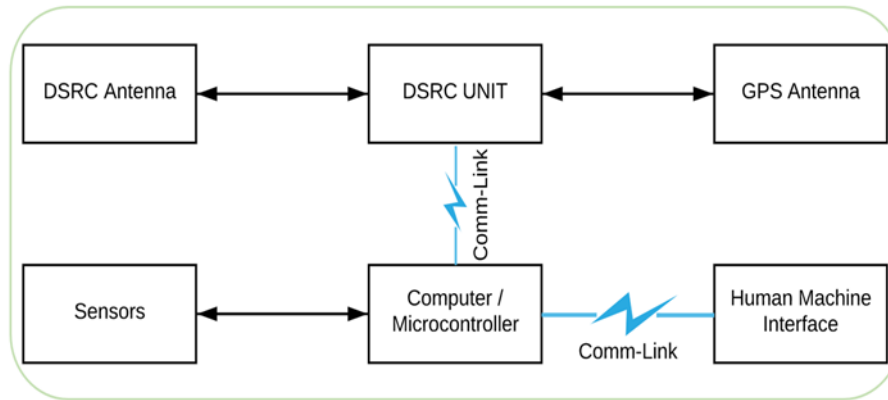 DSRC Antenna
DSRC UNIT
GPS Antenna
Comm-Link
Sensors
Computer /
Microcontroller
Human Machine
Interface
Comm-Link